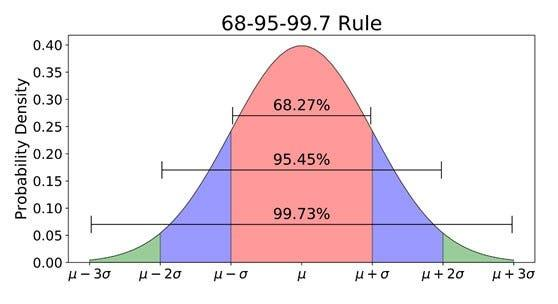 68-95-99.7 Rule
Probability Density
0.40
0.35
0.30
0.25
0.20
0.15
0.10
0.05
0.00
68.27%
95.45%
99.73%
μ − 3σ
μ − 2σ
μ − σ
μ
μ + σ
μ + 2σ
μ + 3σ